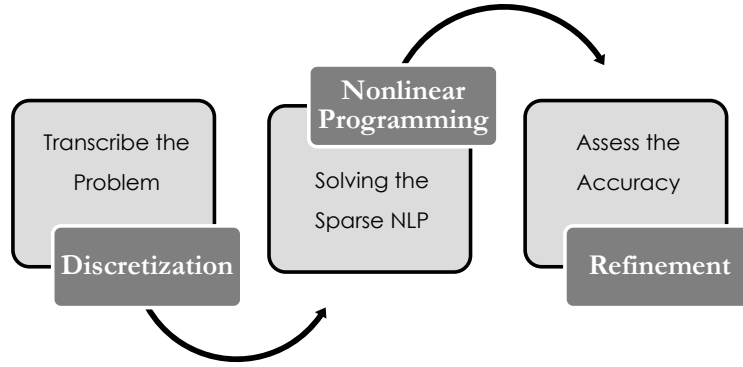 Transcribe the
Problem
Discretization
Nonlinear
Programming
Solving the
Sparse NLP
Assess the
Accuracy
Refinement